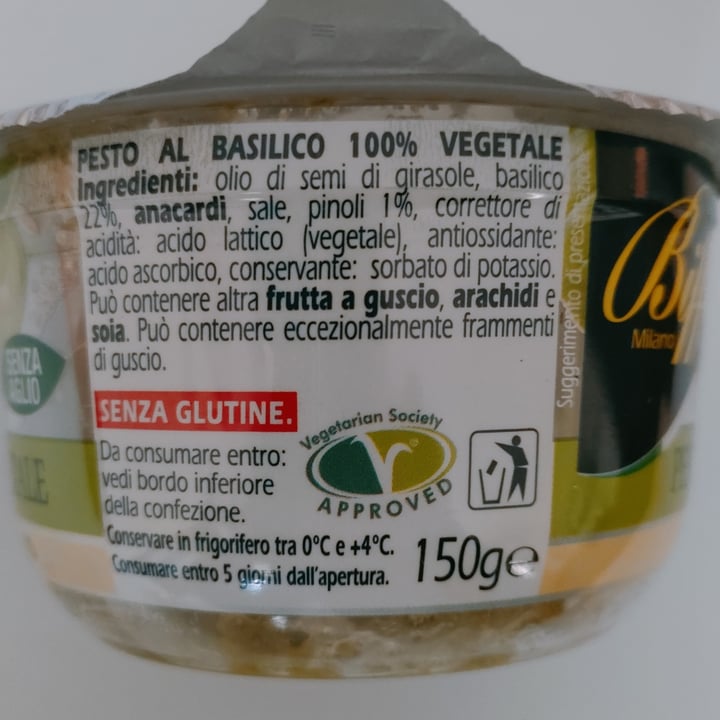 PESTO AL BASILICO 100% VEGETALE
Ingredienti: olio di semi di girasole, basilico
22%, anacardi, sale, pinoli 1%, correttore di
acidità: acido lattico (vegetale), antiossidante:
acido ascorbico, conservante: sorbato di potassio.
Può contenere altra frutta a guscio, arachidi e
soia. Può contenere eccezionalmente frammenti
di guscio.
SENZA GLUTINE.
Da consumare entro:
vedi bordo inferiore
della confezione.
Conservare in frigorifero tra 0°C e +4°C.
Consumare entro 5 giorni dall'apertura.
Vegetarian Society
APPROVED
150g e
Suggerimento di presentazione
Milano
SENZA
AGLIO